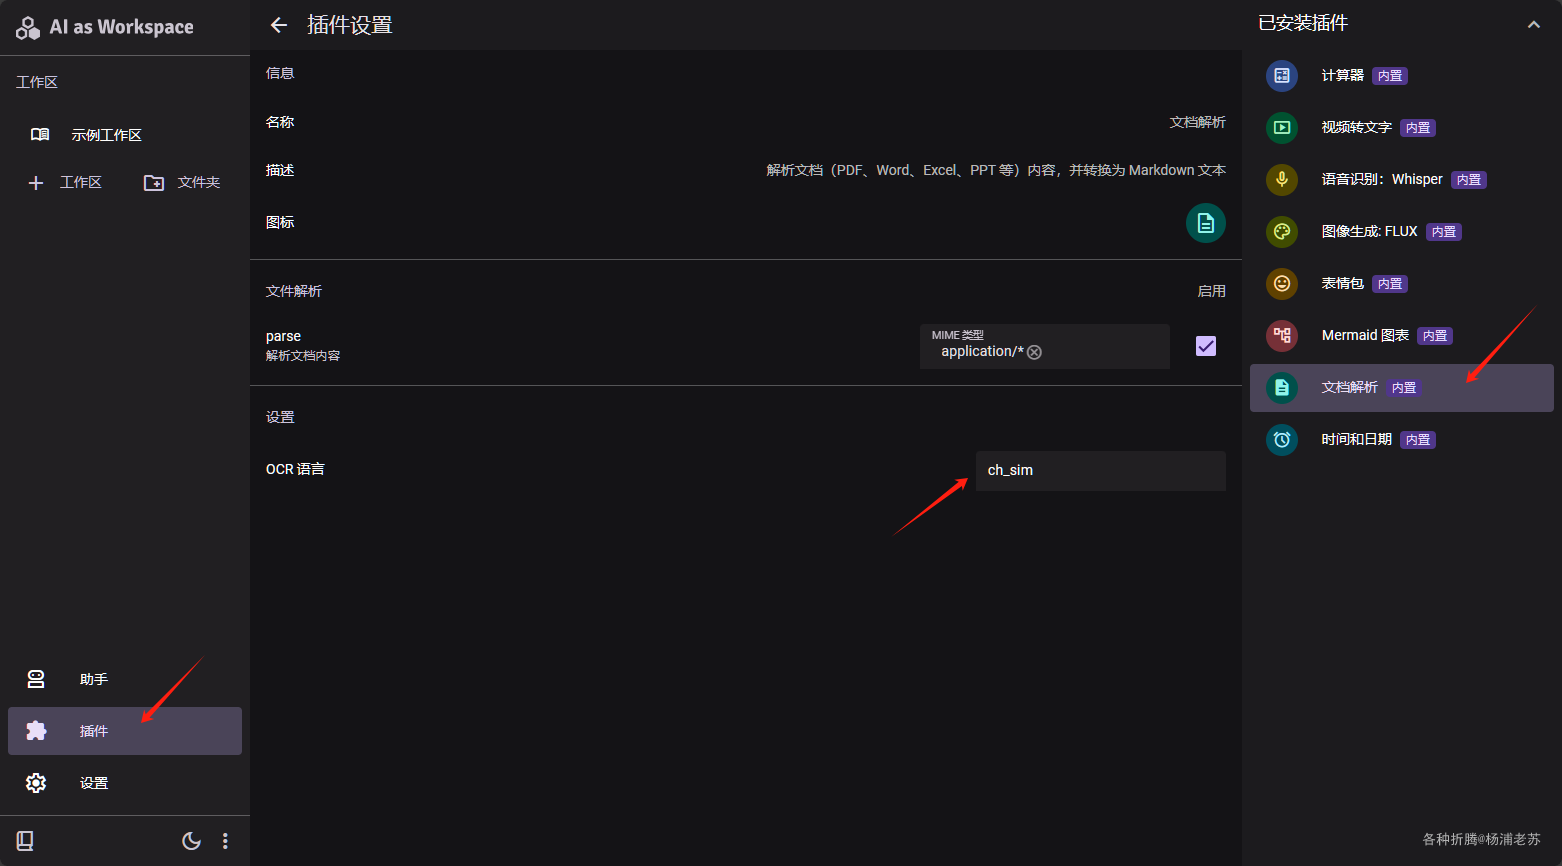 AI as Workspace
工作区
示例工作区
工作区
文件夹
助手
插件
设置
插件设置
信息
名称
文档解析
描述
解析文档（PDF、Word、Excel、PPT 等）内容，并转换为 Markdown 文本
图标
文件解析
启用
parse
解析文档内容
MIME 类型
application/*
设置
OCR 语言
ch_sim
已安装插件
计算器 内置
视频转文字 内置
语音识别：Whisper 内置
图像生成: FLUX 内置
表情包 内置
Mermaid 图表 内置
文档解析 内置
时间和日期 内置
各种折腾@杨浦老苏